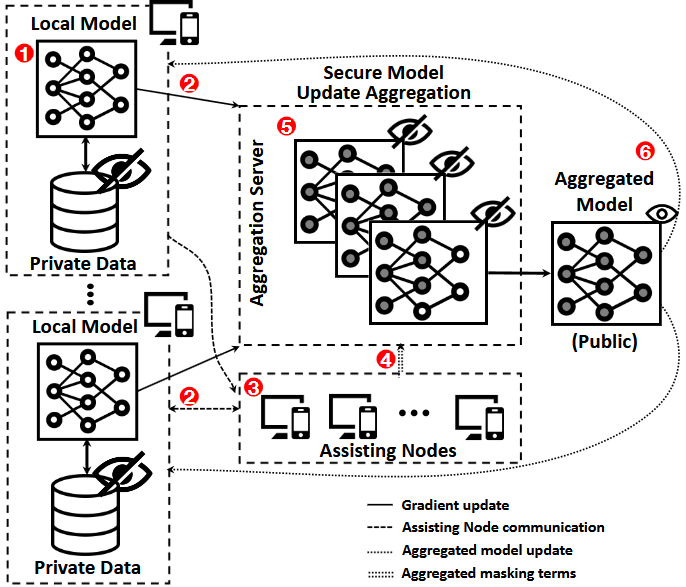 Local Model
1
2
Private Data
Local Model
2
Private Data
Secure Model
Update Aggregation
5
Aggregation Server
4
3
Assisting Nodes
6
Aggregated
Model
(Public)
Gradient update
Assisting Node communication
Aggregated model update
Aggregated masking terms